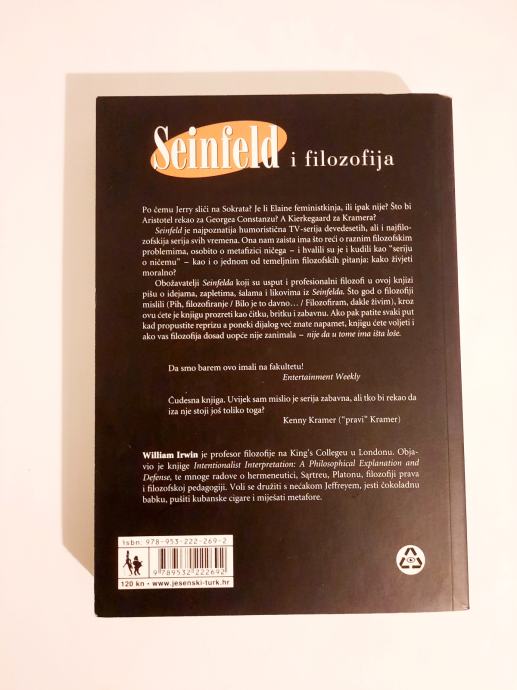 Seinfeld i filozofija
Po čemu Jerry sliči na Sokrata? Je li Elaine feministkinja, ili ipak nije? Što bi
Aristotel rekao za Georgea Constanzu? A Kierkegaard za Kramera?
Seinfeld je najpoznatija humoristična TV-serija devedesetih, ali i najfilo-
zofskija serija svih vremena. Ona nam zaista ima što reći o raznim filozofskim
problemima, osobito o metafizici ničega – i hvalili su je i kudili kao “seriju
o ničemu” – kao i o jednom od temeljnim filozofskih pitanja: kako živjeti
moralno?
Obožavatelji Seinfelda koji su usput i profesionalni filozofi u ovoj knjizi
pišu o idejama, zapletima, šalama i likovima iz Seinfelda. Što god o filozofiji
mislili (Pih, filozofiranje / Bilo je to davno… / Filozofiram, dakle živim), kroz
ovu ćete je knjigu prozreti kao čitku, britku i zabavnu. Ako pak patite svaki put
kad propustite reprizu a poneki dijalog već znate napamet, knjigu ćete voljeti i
ako vas filozofija dosad uopće nije zanimala – nije da u tome ima išta loše.
Da smo barem ovo imali na fakultetu!
Entertainment Weekly
Čudesna knjiga. Uvijek sam mislio je serija zabavna, ali tko bi rekao da
iza nje stoji još toliko toga?
Kenny Kramer (“pravi” Kramer)
William Irwin je profesor filozofije na King's Collegeu u Londonu. Obja-
vio je knjige Intentionalist Interpretation: A Philosophical Explanation and
Defense, te mnoge radove o hermeneutici, Sartreu, Platonu, filozofiji prava
i filozofskoj pedagogiji. Voli se družiti s nećakom Jeffreyem, jesti čokoladnu
babku, pušiti kubanske cigare i miješati metafore.
isbn: 978-953-222-269-2
9 789532 222692
120 kn • www.jesenski-turk.hr